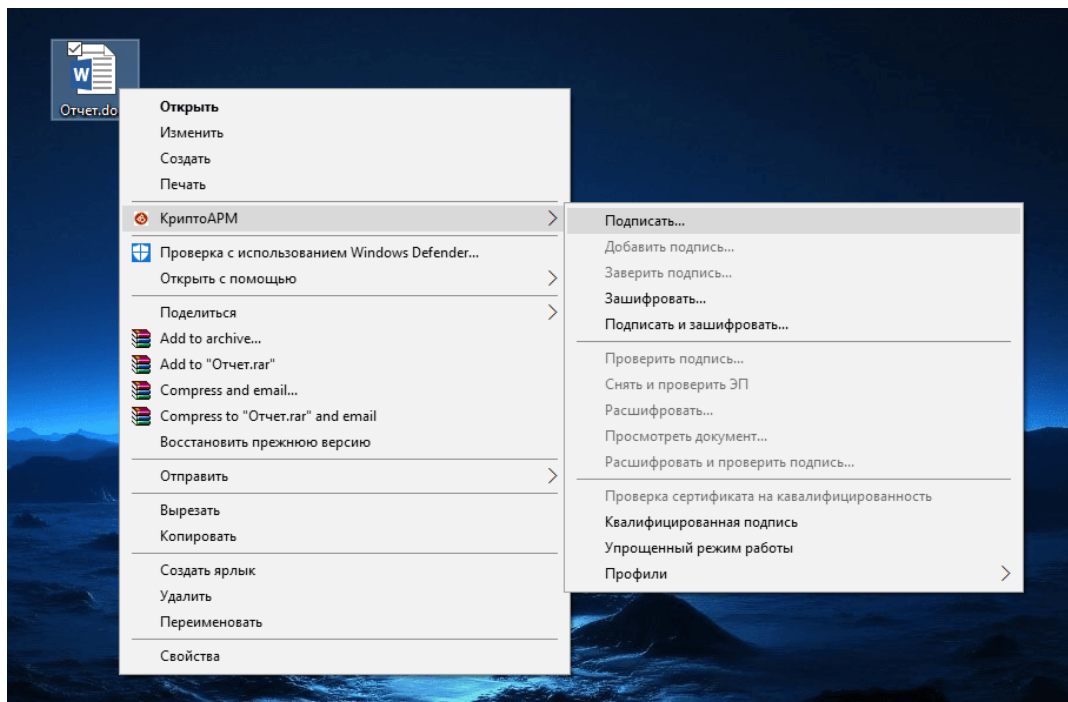 W
Отчет.do
Открыть
Изменить
Создать
Печать
КриптоАРМ
Проверка с использованием Windows Defender...
Открыть с помощью
Поделиться
Add to archive...
Add to "Отчет.rar"
Compress and email...
Compress to "Отчет.rar" and email
Восстановить прежнюю версию
Отправить
Вырезать
Копировать
Создать ярлык
Удалить
Переименовать
Свойства
Подписать...
Добавить подпись...
Заверить подпись...
Зашифровать...
Подписать и зашифровать...
Проверить подпись...
Снять и проверить ЭП
Расшифровать...
Просмотреть документ...
Расшифровать и проверить подпись...
Проверка сертификата на кавалифицированность
Квалифицированная подпись
Упрощенный режим работы
Профили